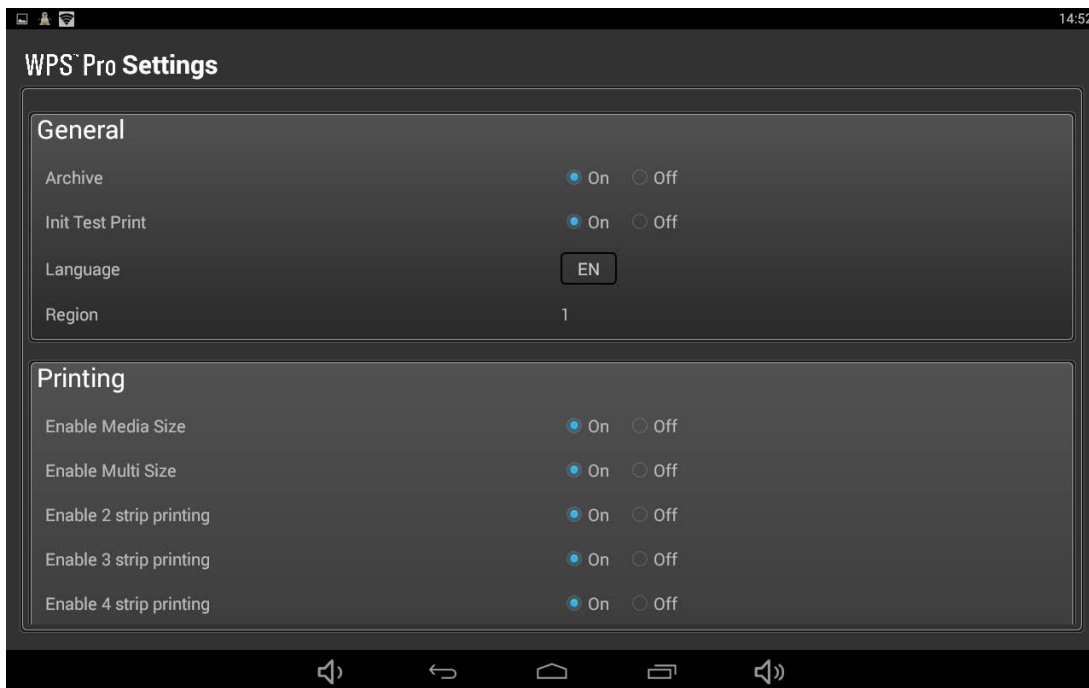 14:52
WPS™ Pro Settings
General
Archive On Off
Init Test Print On Off
Language EN
Region 1
Printing
Enable Media Size On Off
Enable Multi Size On Off
Enable 2 strip printing On Off
Enable 3 strip printing On Off
Enable 4 strip printing On Off